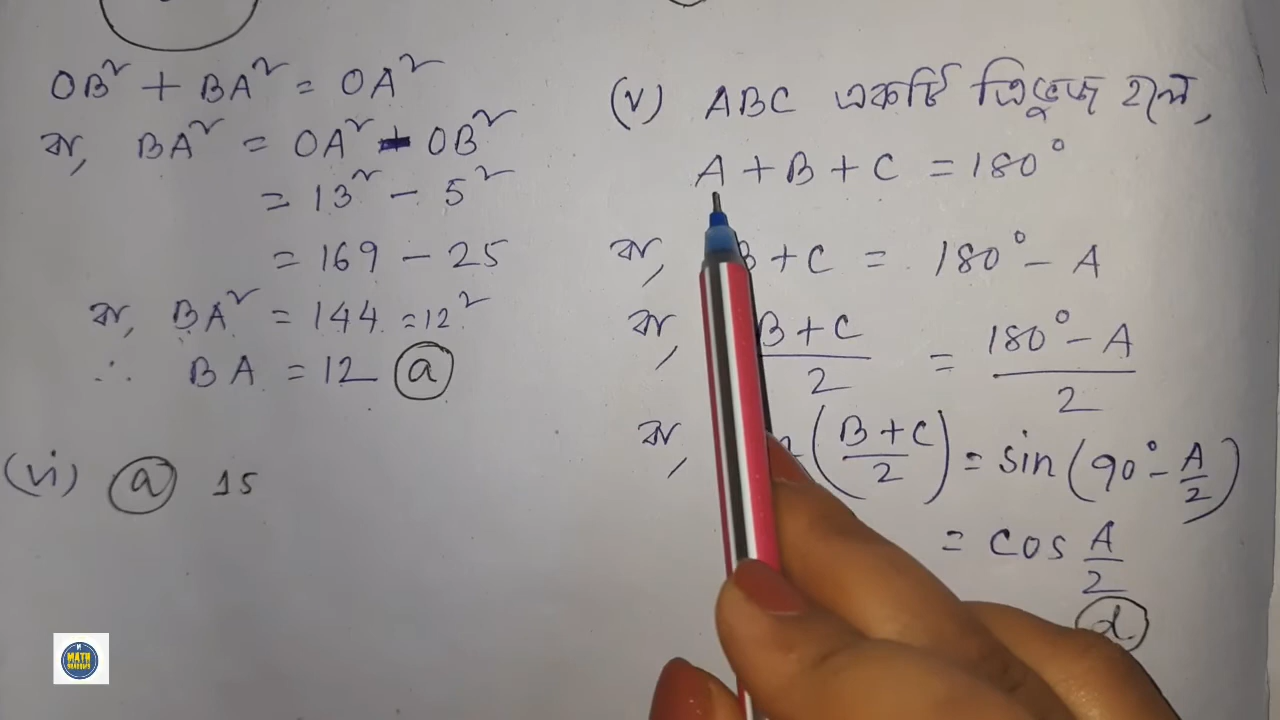 OB² + BA² = OA²
বা, BA² = OA² - OB²
= 13² - 5²
= 169 - 25
বা, BA² = 144 = 12²
∴ BA = 12 (a)
(vi) (a) 15
(v) ABC একটি ত্রিভুজ হলে,
A + B + C = 180°
বা, B + C = 180° - A
বা, B + C / 2 = 180° - A / 2
বা, (B + C / 2) = sin (90° - A / 2)
= cos A / 2
(d)
MATH